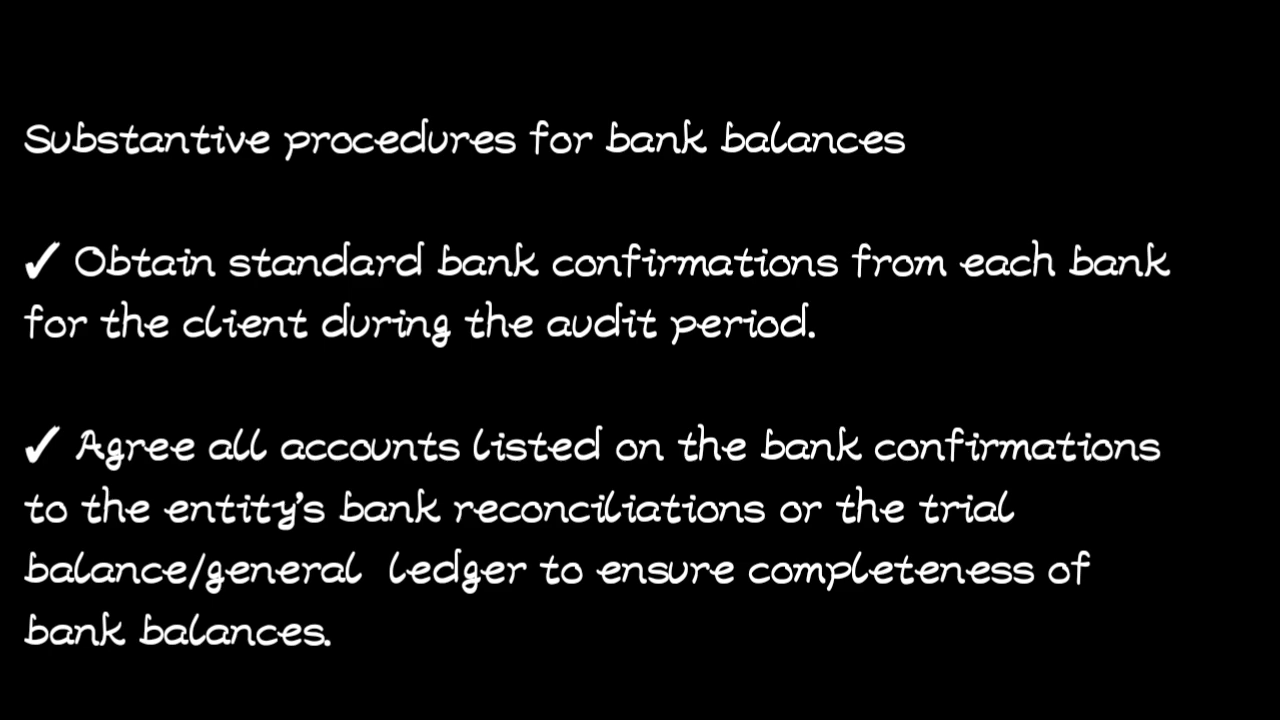 Substantive procedures for bank balances
✓ Obtain standard bank confirmations from each bank
for the client during the audit period.
✓ Agree all accounts listed on the bank confirmations
to the entity's bank reconciliations or the trial
balance/general ledger to ensure completeness of
bank balances.